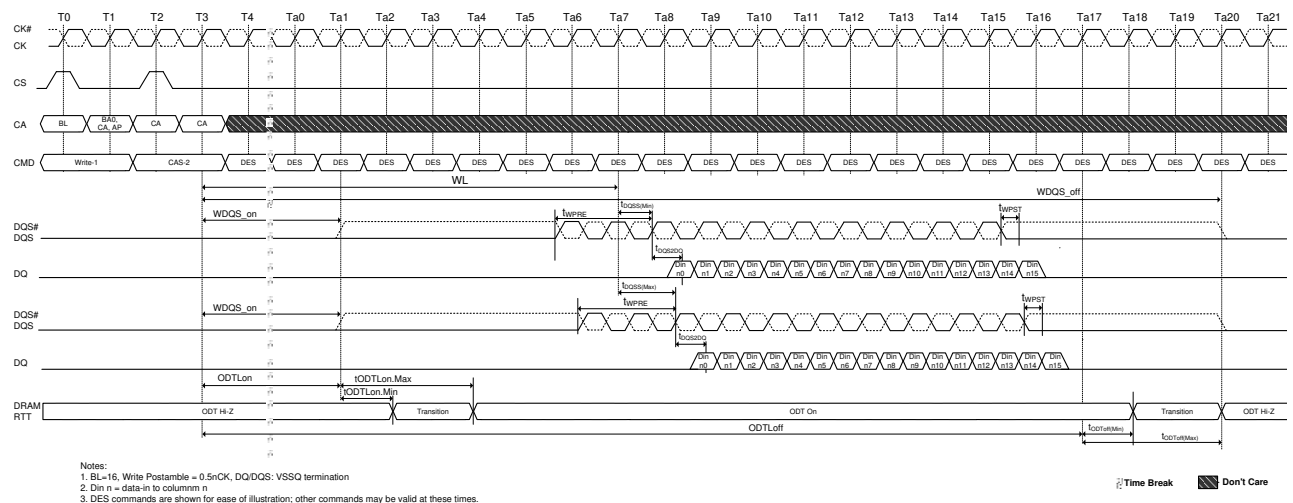 T0 T1 T2 T3 T4 Ta0 Ta1 Ta2 Ta3 Ta4 Ta5 Ta6 Ta7 Ta8 Ta9 Ta10 Ta11 Ta12 Ta13 Ta14 Ta15 Ta16 Ta17 Ta18 Ta19 Ta20 Ta21
CK#
CK
CS
CA BL BA0, CA, AP CA CA
CMD Write-1 CAS-2 DES DES DES DES DES DES DES DES DES DES DES DES DES DES DES DES DES DES DES DES DES DES DES
WL
WDQS_off
WDQS_on tWPRE tDQSS(Min) tWPST
DQS#
DQS
tDQS2DQ
DQ Din n0 Din n1 Din n2 Din n3 Din n4 Din n5 Din n6 Din n7 Din n8 Din n9 Din n10 Din n11 Din n12 Din n13 Din n14 Din n15
tDQSS(Max)
WDQS_on tWPRE tWPST
DQS#
DQS
tDQS2DQ
DQ Din n0 Din n1 Din n2 Din n3 Din n4 Din n5 Din n6 Din n7 Din n8 Din n9 Din n10 Din n11 Din n12 Din n13 Din n14 Din n15
ODTLon tODTLon.Max
tODTLon.Min
DRAM
RTT ODT Hi-Z Transition ODT On Transition ODT Hi-Z
ODTLoff tODToff(Min)
tODToff(Max)
Notes:
1. BL=16, Write Postamble = 0.5nCK, DQ/DQS: VSSQ termination
2. Din n = data-in to columnm n
3. DES commands are shown for ease of illustration; other commands may be valid at these times.
Time Break Don't Care